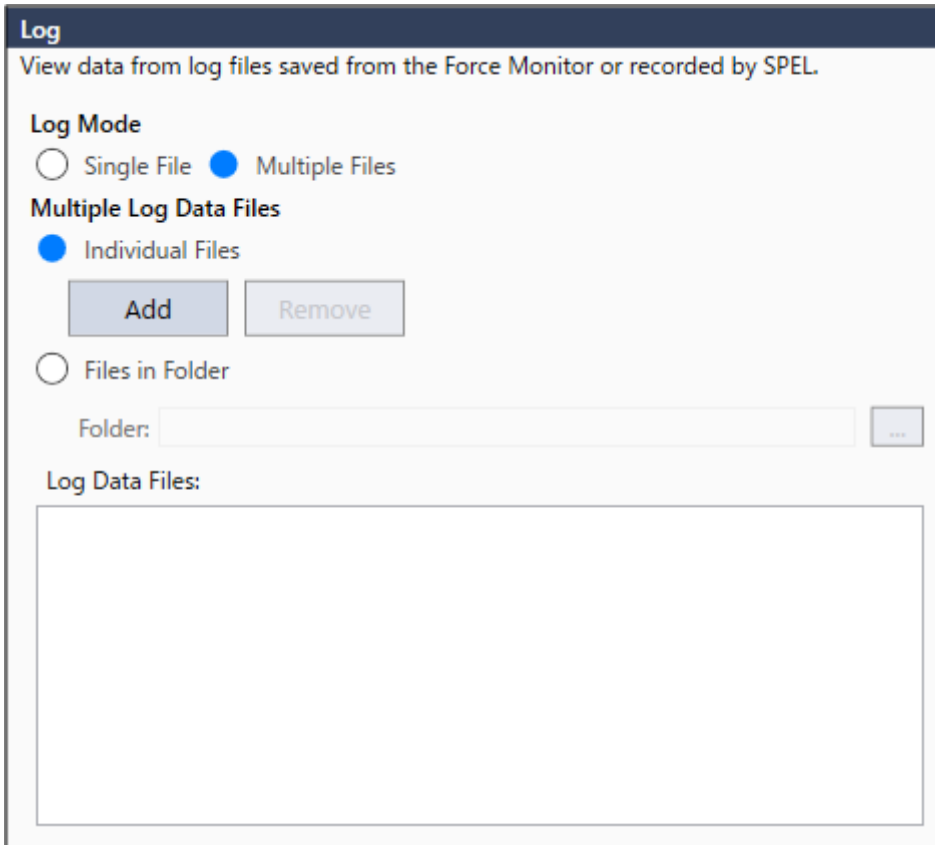 Log
View data from log files saved from the Force Monitor or recorded by SPEL.
Log Mode
Single File Multiple Files
Multiple Log Data Files
Individual Files
Add Remove
Files in Folder
Folder: ...
Log Data Files: